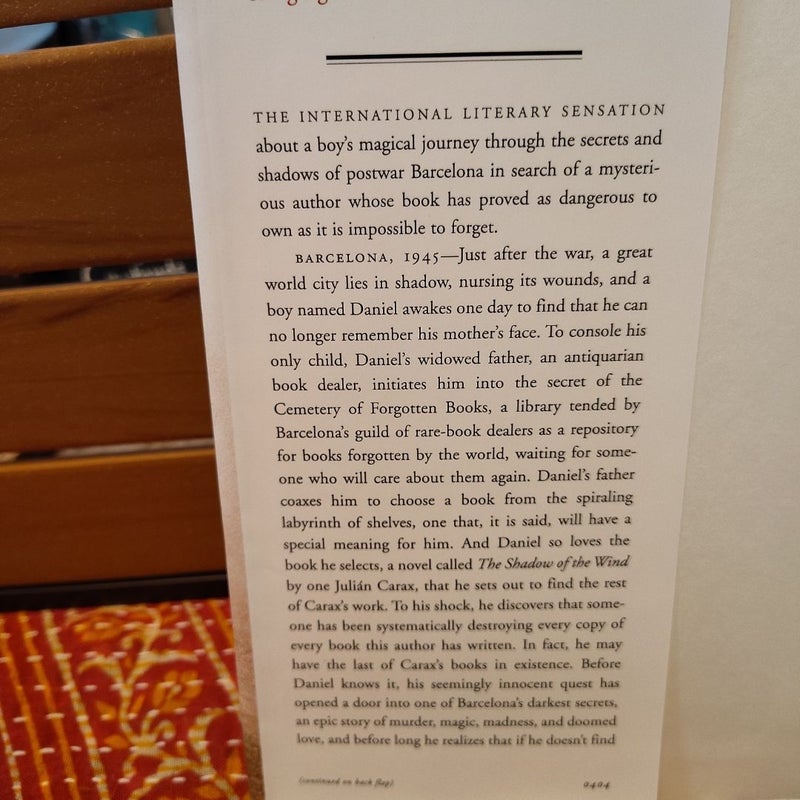 THE INTERNATIONAL LITERARY SENSATION
about a boy's magical journey through the secrets and
shadows of postwar Barcelona in search of a mysteri-
ous author whose book has proved as dangerous to
own as it is impossible to forget.
BARCELONA, 1945—Just after the war, a great
world city lies in shadow, nursing its wounds, and a
boy named Daniel awakes one day to find that he can
no longer remember his mother's face. To console his
only child, Daniel's widowed father, an antiquarian
book dealer, initiates him into the secret of the
Cemetery of Forgotten Books, a library tended by
Barcelona's guild of rare-book dealers as a repository
for books forgotten by the world, waiting for some-
one who will care about them again. Daniel's father
coaxes him to choose a book from the spiraling
labyrinth of shelves, one that, it is said, will have a
special meaning for him. And Daniel so loves the
book he selects, a novel called The Shadow of the Wind
by one Julián Carax, that he sets out to find the rest
of Carax's work. To his shock, he discovers that some-
one has been systematically destroying every copy of
every book this author has written. In fact, he may
have the last of Carax's books in existence. Before
Daniel knows it, his seemingly innocent quest has
opened a door into one of Barcelona's darkest secrets,
an epic story of murder, magic, madness, and doomed
love, and before long he realizes that if he doesn't find
(continued on back flap)
0404